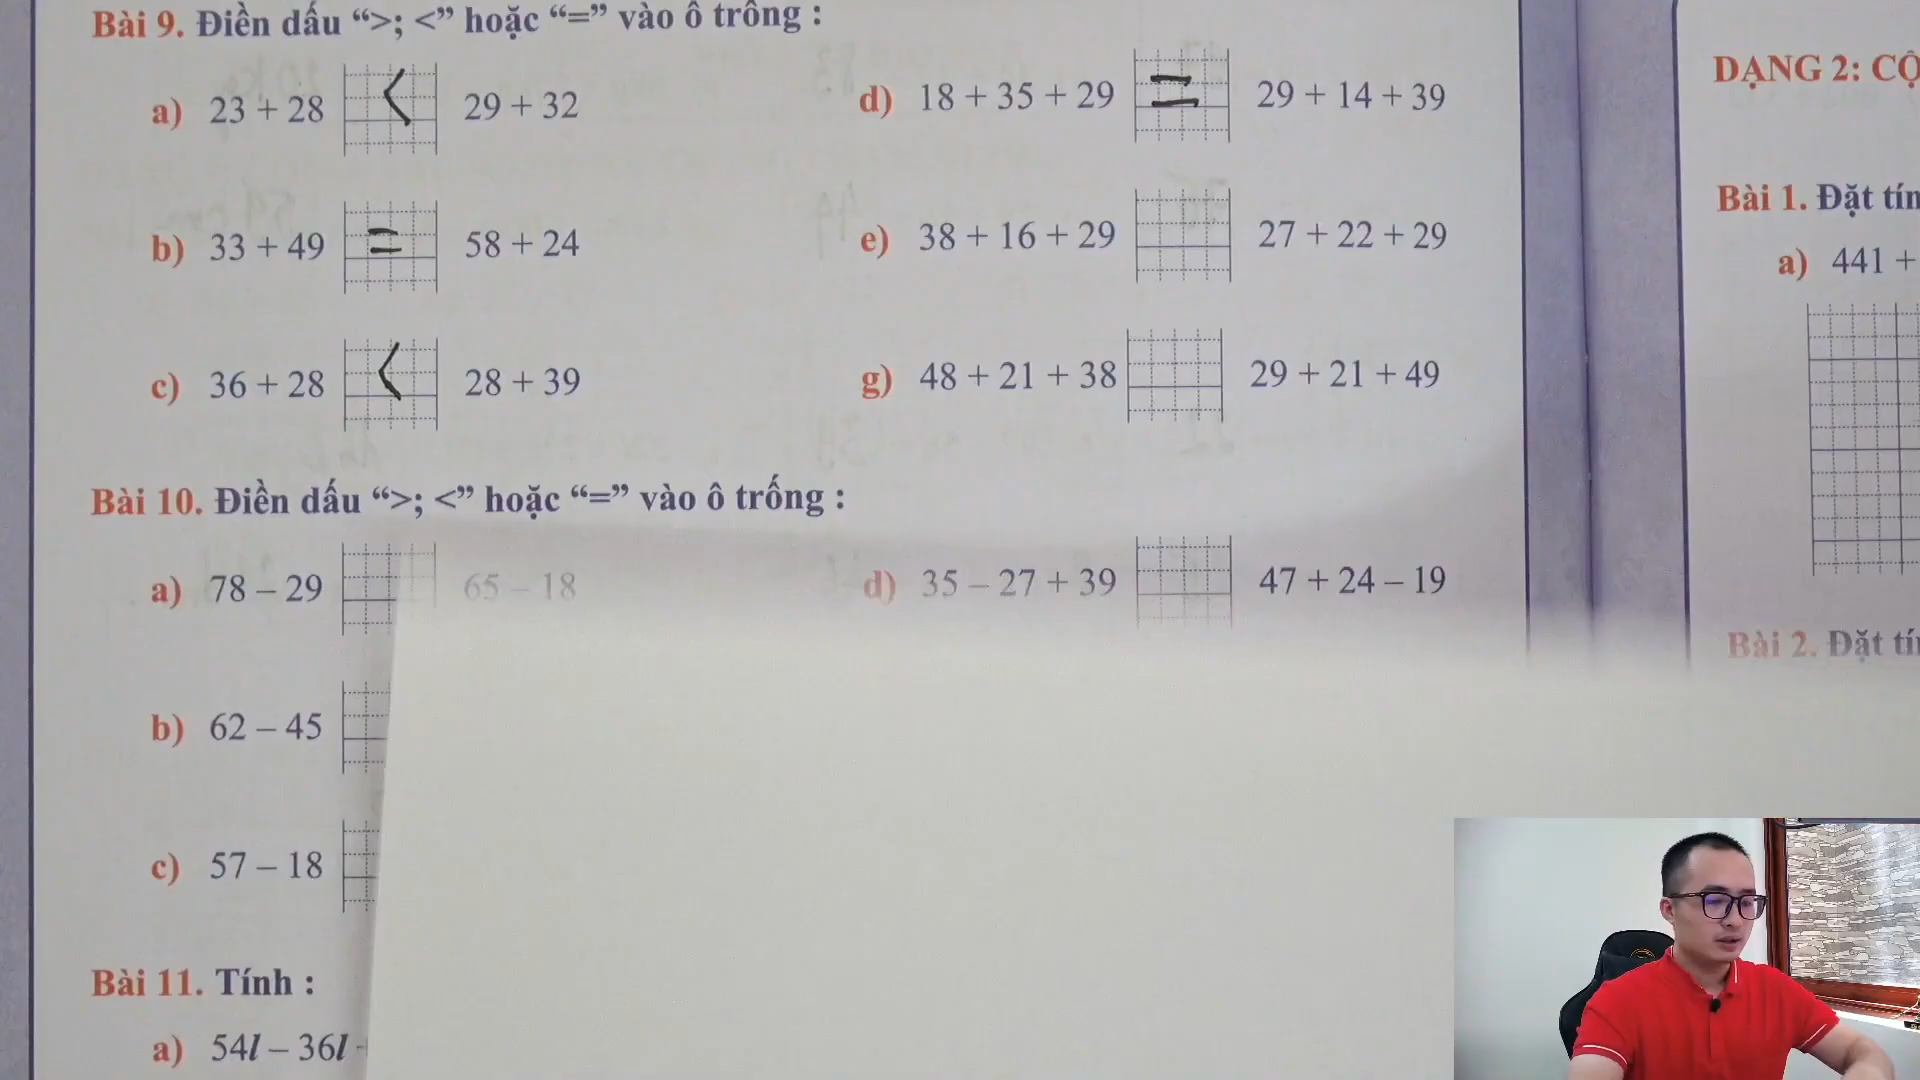 Bài 9. Điền dấu “>; <” hoặc “=” vào ô trống :
a) 23 + 28 < 29 + 32
d) 18 + 35 + 29 = 29 + 14 + 39
b) 33 + 49 = 58 + 24
e) 38 + 16 + 29 27 + 22 + 29
c) 36 + 28 < 28 + 39
g) 48 + 21 + 38 29 + 21 + 49
Bài 10. Điền dấu “>; <” hoặc “=” vào ô trống :
a) 78 – 29 65 – 18
d) 35 – 27 + 39 47 + 24 – 19
b) 62 – 45
c) 57 – 18
Bài 11. Tính :
a) 54l – 36l
DẠNG 2:
Bài 1. Đặt
a) 441 +
Bài 2. Đặt